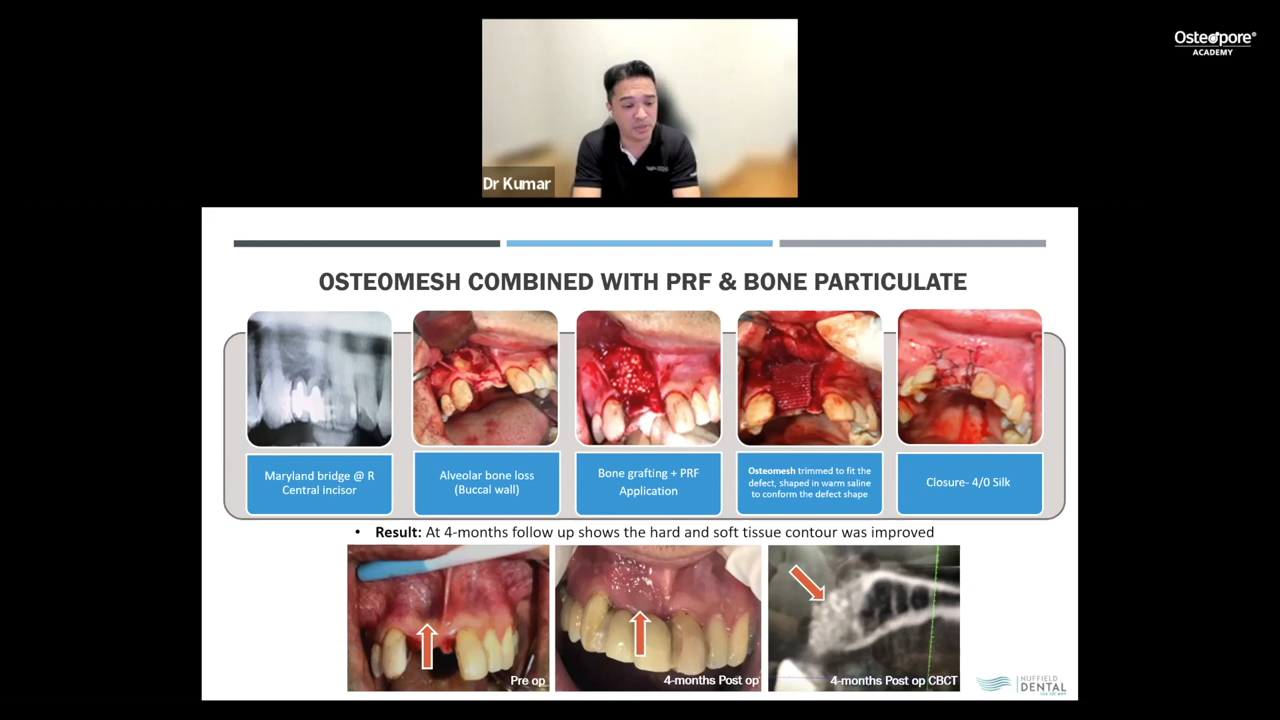 Osteopore®
ACADEMY
Dr Kumar
OSTEOMESH COMBINED WITH PRF & BONE PARTICULATE
Maryland bridge @ R
Central incisor
Alveolar bone loss
(Buccal wall)
Bone grafting + PRF
Application
Osteomesh trimmed to fit the
defect, shaped in warm saline
to conform the defect shape
Closure- 4/0 Silk
• Result: At 4-months follow up shows the hard and soft tissue contour was improved
Pre op
4-months Post op
4-months Post op CBCT
NUFFIELD
DENTAL